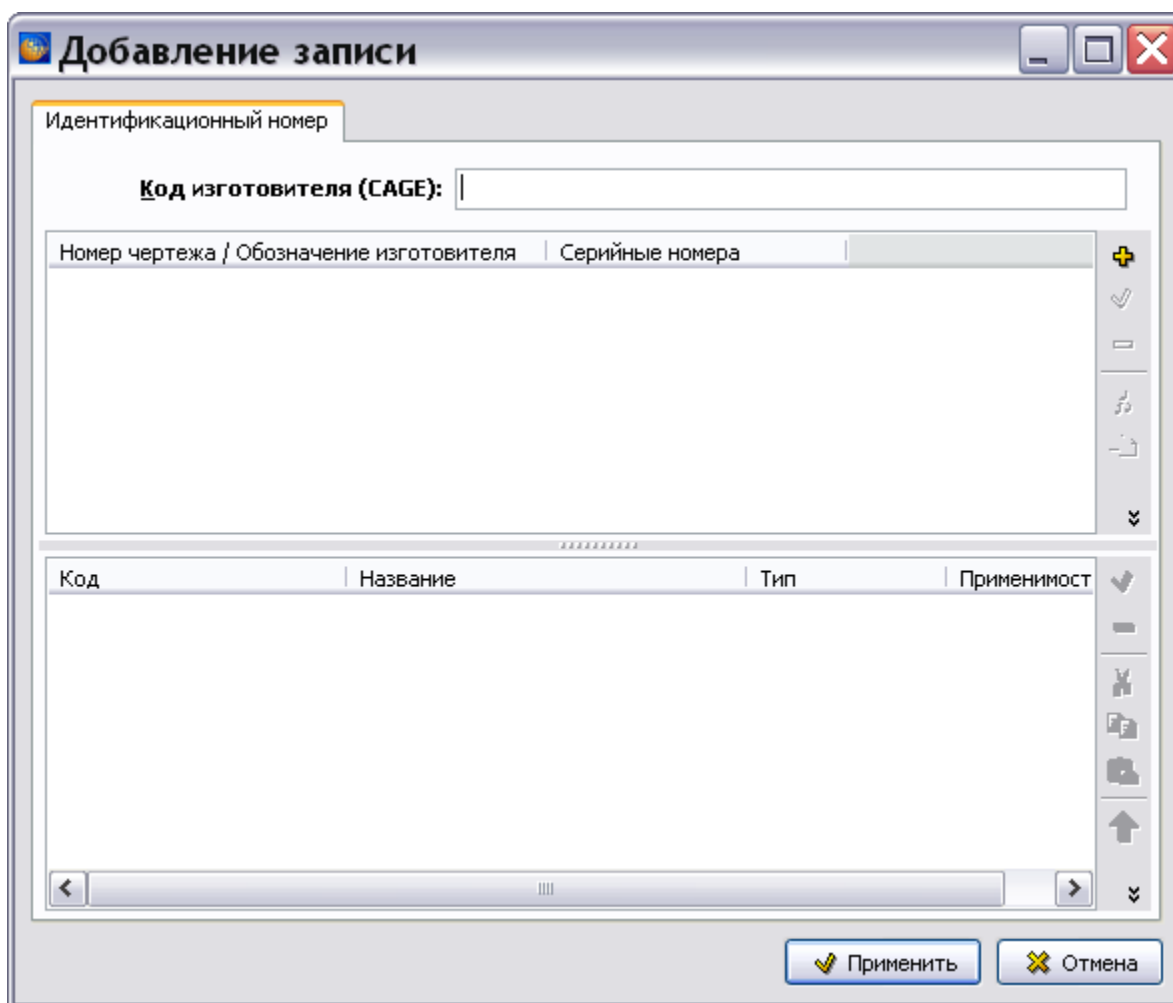 Добавление записи
Идентификационный номер
Код изготовителя (CAGE):
Номер чертежа / Обозначение изготовителя Серийные номера
Код Название Тип Применимост
Применить Отмена